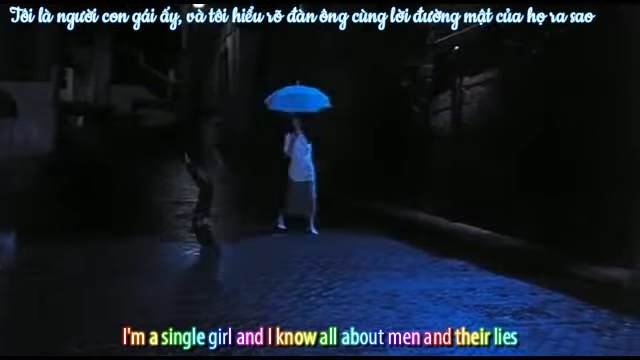 Tôi là người con gái ấy, và tôi hiểu rõ đàn ông cùng lời đường mật của họ ra sao
I'm a single girl and I know all about men and their lies